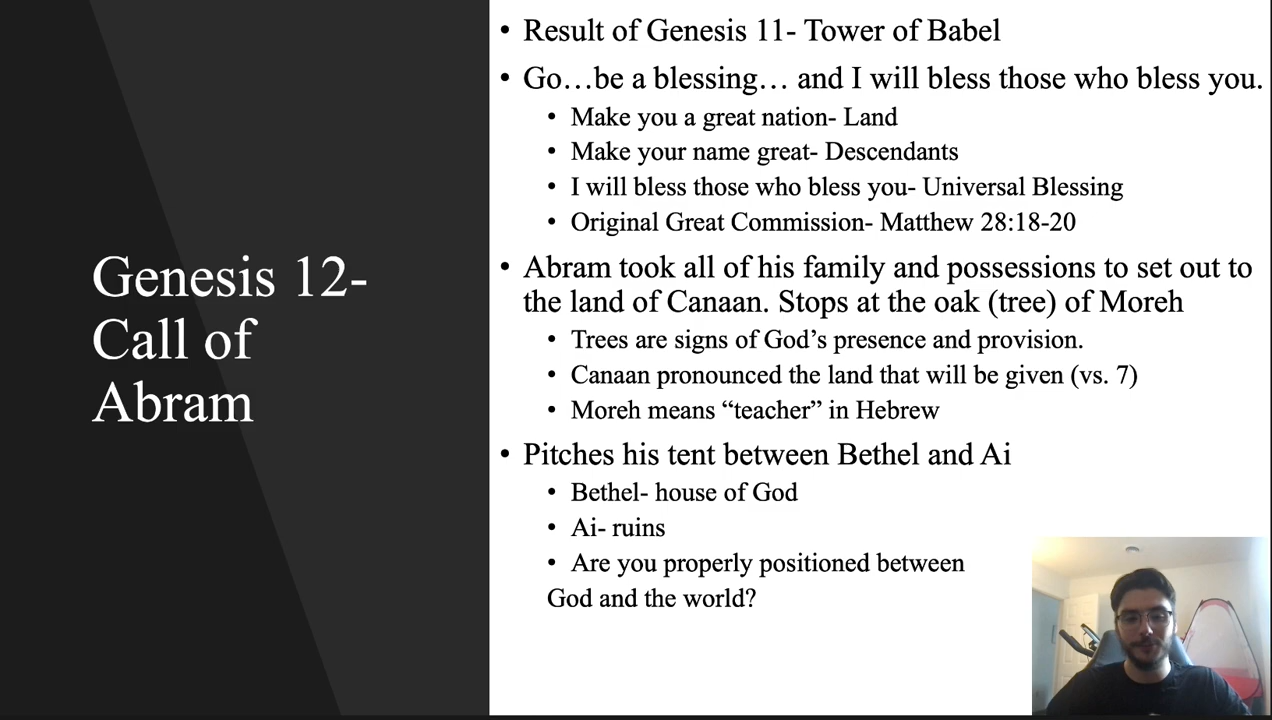 Genesis 12-
Call of
Abram
• Result of Genesis 11- Tower of Babel
• Go…be a blessing… and I will bless those who bless you.
• Make you a great nation- Land
• Make your name great- Descendants
• I will bless those who bless you- Universal Blessing
• Original Great Commission- Matthew 28:18-20
• Abram took all of his family and possessions to set out to
the land of Canaan. Stops at the oak (tree) of Moreh
• Trees are signs of God’s presence and provision.
• Canaan pronounced the land that will be given (vs. 7)
• Moreh means “teacher” in Hebrew
• Pitches his tent between Bethel and Ai
• Bethel- house of God
• Ai- ruins
• Are you properly positioned between
God and the world?